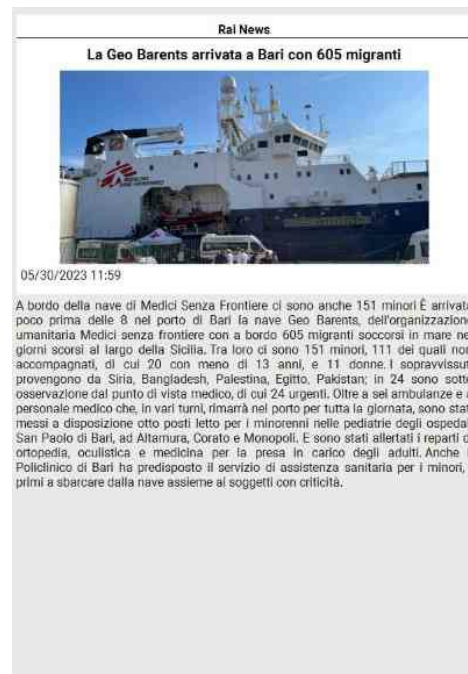 Rai News
La Geo Barents arrivata a Bari con 605 migranti
05/30/2023 11:59
A bordo della nave di Medici Senza Frontiere ci sono anche 151 minori È arrivata
poco prima delle 8 nel porto di Bari la nave Geo Barents, dell'organizzazione
umanitaria Medici senza frontiere con a bordo 605 migranti soccorsi in mare nei
giorni scorsi al largo della Sicilia. Tra loro ci sono 151 minori, 111 dei quali non
accompagnati, di cui 20 con meno di 13 anni, e 11 donne. I sopravvissuti
provengono da Siria, Bangladesh, Palestina, Egitto, Pakistan; in 24 sono sotto
osservazione dal punto di vista medico, di cui 24 urgenti. Oltre a sei ambulanze e a
personale medico che, in vari turni, rimarrà nel porto per tutta la giornata, sono stati
messi a disposizione otto posti letto per i minorenni nelle pediatrie degli ospedali
San Paolo di Bari, ad Altamura, Corato e Monopoli. E sono stati allertati i reparti di
ortopedia, oculistica e medicina per la presa in carico degli adulti. Anche i
Policlinico di Bari ha predisposto il servizio di assistenza sanitaria per i minori,
primi a sbarcare dalla nave assieme ai soggetti con criticità.